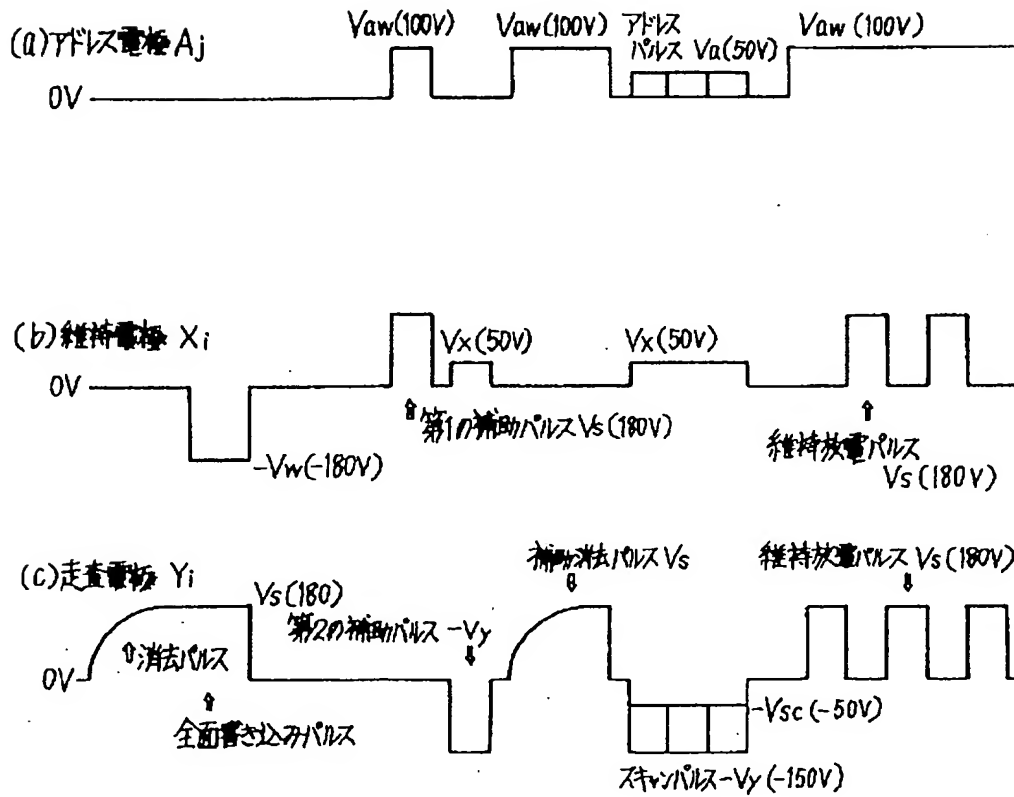 (a)アドレス電極 Aj
Vaw(100V)
Vaw(100V)
アドレス
パルス Va(50V)
Vaw(100V)
0V
(b)維持電極 Xi
Vx(50V)
Vx(50V)
0V
第1の補助パルスVs(180V)
維持放電パルス
Vs(180V)
-Vw(-180V)
補助消去パルスVs
維持放電パルスVs(180V)
(c)走査電極 Yi
Vs(180)
第2の補助パルス -Vy
消去パルス
0V
-Vsc(-50V)
全面書き込みパルス
スキャンパルス-Vy(-150V)